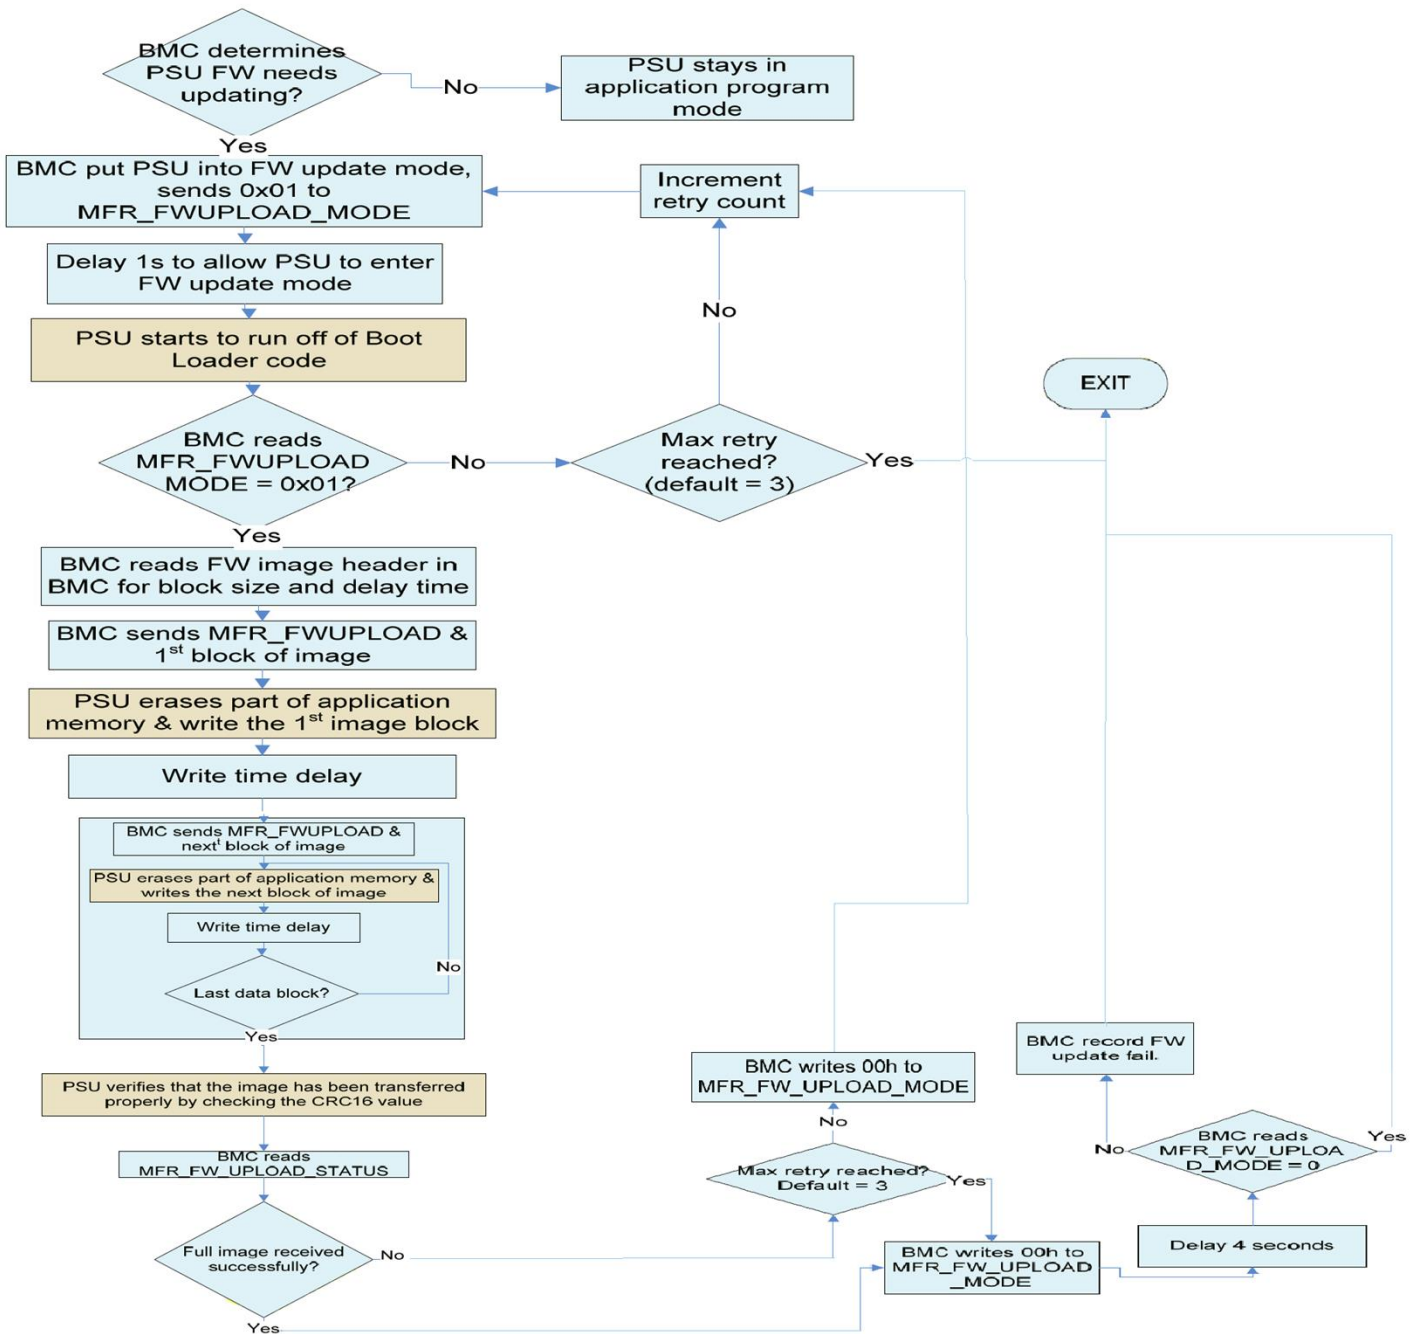 BMC determines
PSU FW needs
updating?
No
PSU stays in
application program
mode
Yes
BMC put PSU into FW update mode,
sends 0x01 to
MFR_FWUPLOAD_MODE
Increment
retry count
Delay 1s to allow PSU to enter
FW update mode
No
PSU starts to run off of Boot
Loader code
EXIT
BMC reads
MFR_FWUPLOAD
MODE = 0x01?
No
Max retry
reached?
(default = 3)
Yes
Yes
BMC reads FW image header in
BMC for block size and delay time
BMC sends MFR_FWUPLOAD &
1st block of image
PSU erases part of application
memory & write the 1st image block
Write time delay
BMC sends MFR_FWUPLOAD &
nextt block of image
PSU erases part of application memory &
writes the next block of image
Write time delay
No
Last data block?
Yes
PSU verifies that the image has been transferred
properly by checking the CRC16 value
BMC reads
MFR_FW_UPLOAD_STATUS
Full image received
successfully?
No
Yes
BMC writes 00h to
MFR_FW_UPLOAD_MODE
No
Max retry reached?
Default = 3
Yes
BMC writes 00h to
MFR_FW_UPLOAD
_MODE
Delay 4 seconds
BMC reads
MFR_FW_UPLOA
D_MODE = 0
No
Yes
BMC record FW
update fail.